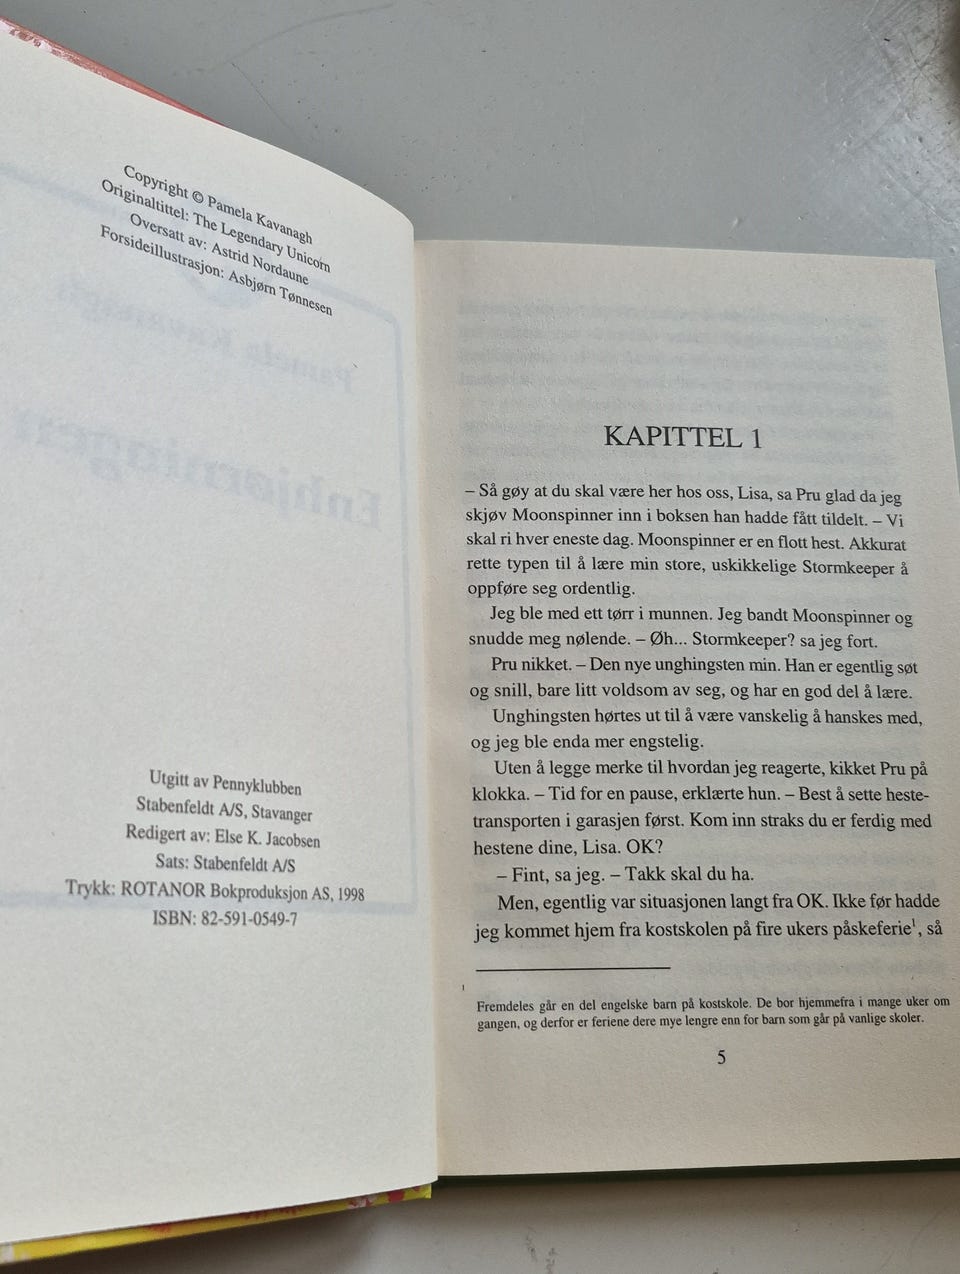 Copyright © Pamela Kavanagh
Originaltittel: The Legendary Unicorn
Oversatt av: Astrid Nordaune
Forsideillustrasjon: Asbjørn Tønnesen
Pamela Kavanagh
Enhjørningen
Utgitt av Pennyklubben
Stabenfeldt A/S, Stavanger
Redigert av: Else K. Jacobsen
Sats: Stabenfeldt A/S
Trykk: ROTANOR Bokproduksjon AS, 1998
ISBN: 82-591-0549-7
KAPITTEL 1
– Så gøy at du skal være her hos oss, Lisa, sa Pru glad da jeg
skjøv Moonspinner inn i boksen han hadde fått tildelt. – Vi
skal ri hver eneste dag. Moonspinner er en flott hest. Akkurat
rette typen til å lære min store, uskikkelige Stormkeeper å
oppføre seg ordentlig.
Jeg ble med ett tørr i munnen. Jeg bandt Moonspinner og
snudde meg nølende. – Øh... Stormkeeper? sa jeg fort.
Pru nikket. – Den nye unghingsten min. Han er egentlig søt
og snill, bare litt voldsom av seg, og har en god del å lære.
Unghingsten hørtes ut til å være vanskelig å hanskes med,
og jeg ble enda mer engstelig.
Uten å legge merke til hvordan jeg reagerte, kikket Pru på
klokka. – Tid for en pause, erklærte hun. – Best å sette heste-
transporten i garasjen først. Kom inn straks du er ferdig med
hestene dine, Lisa. OK?
– Fint, sa jeg. – Takk skal du ha.
Men, egentlig var situasjonen langt fra OK. Ikke før hadde
jeg kommet hjem fra kostskolen på fire ukers påskeferie¹, så
¹
Fremdeles går en del engelske barn på kostskole. De bor hjemmefra i mange uker om
gangen, og derfor er feriene dere mye lengre enn for barn som går på vanlige skoler.
5